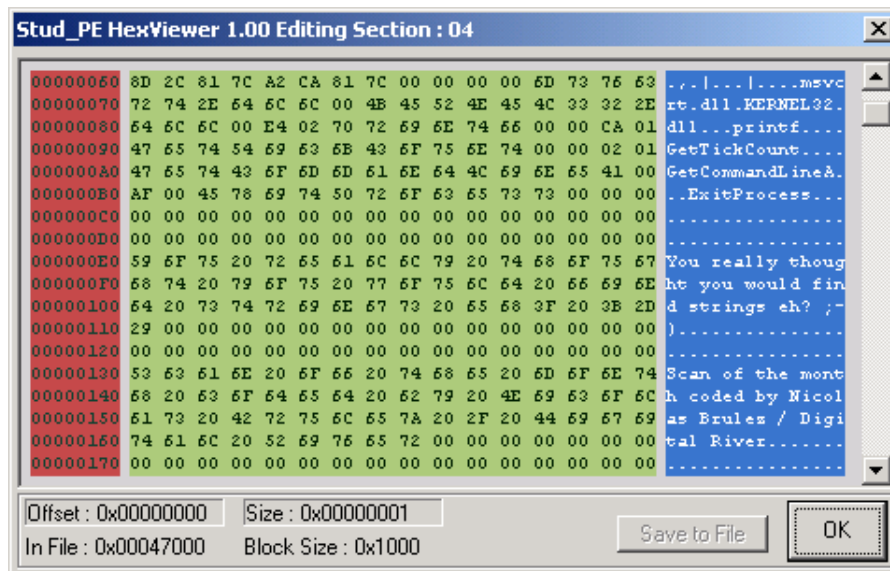 Stud_PE HexViewer 1.00 Editing Section : 04
00000060 8D 2C 81 7C A2 CA 81 7C 00 00 00 00 6D 73 76 63 .,.|...|....msvc
00000070 72 74 2E 64 6C 6C 00 4B 45 52 4E 45 4C 33 32 2E rt.dll.KERNEL32.
00000080 64 6C 6C 00 E4 02 70 72 69 6E 74 66 00 00 CA 01 dll...printf....
00000090 47 65 74 54 69 63 6B 43 6F 75 6E 74 00 00 02 01 GetTickCount....
000000A0 47 65 74 43 6F 6D 6D 61 6E 64 4C 69 6E 65 41 00 GetCommandLineA.
000000B0 AF 00 45 78 69 74 50 72 6F 63 65 73 73 00 00 00 ..ExitProcess...
000000C0 00 00 00 00 00 00 00 00 00 00 00 00 00 00 00 00 ................
000000D0 00 00 00 00 00 00 00 00 00 00 00 00 00 00 00 00 ................
000000E0 59 6F 75 20 72 65 61 6C 6C 79 20 74 68 6F 75 67 You really thoug
000000F0 68 74 20 79 6F 75 20 77 6F 75 6C 64 20 66 69 6E ht you would fin
00000100 64 20 73 74 72 69 6E 67 73 20 65 68 3F 20 3B 2D d strings eh? ;-
00000110 29 00 00 00 00 00 00 00 00 00 00 00 00 00 00 00 )...............
00000120 00 00 00 00 00 00 00 00 00 00 00 00 00 00 00 00 ................
00000130 53 63 61 6E 20 6F 66 20 74 68 65 20 6D 6F 6E 74 Scan of the mont
00000140 68 20 63 6F 64 65 64 20 62 79 20 4E 69 63 6F 6C h coded by Nicol
00000150 61 73 20 42 72 75 6C 65 7A 20 2F 20 44 69 67 69 as Brules / Digi
00000160 74 61 6C 20 52 69 76 65 72 00 00 00 00 00 00 00 tal River.......
00000170 00 00 00 00 00 00 00 00 00 00 00 00 00 00 00 00 ................
Offset : 0x00000000 Size : 0x00000001
In File : 0x00047000 Block Size : 0x1000 Save to File OK